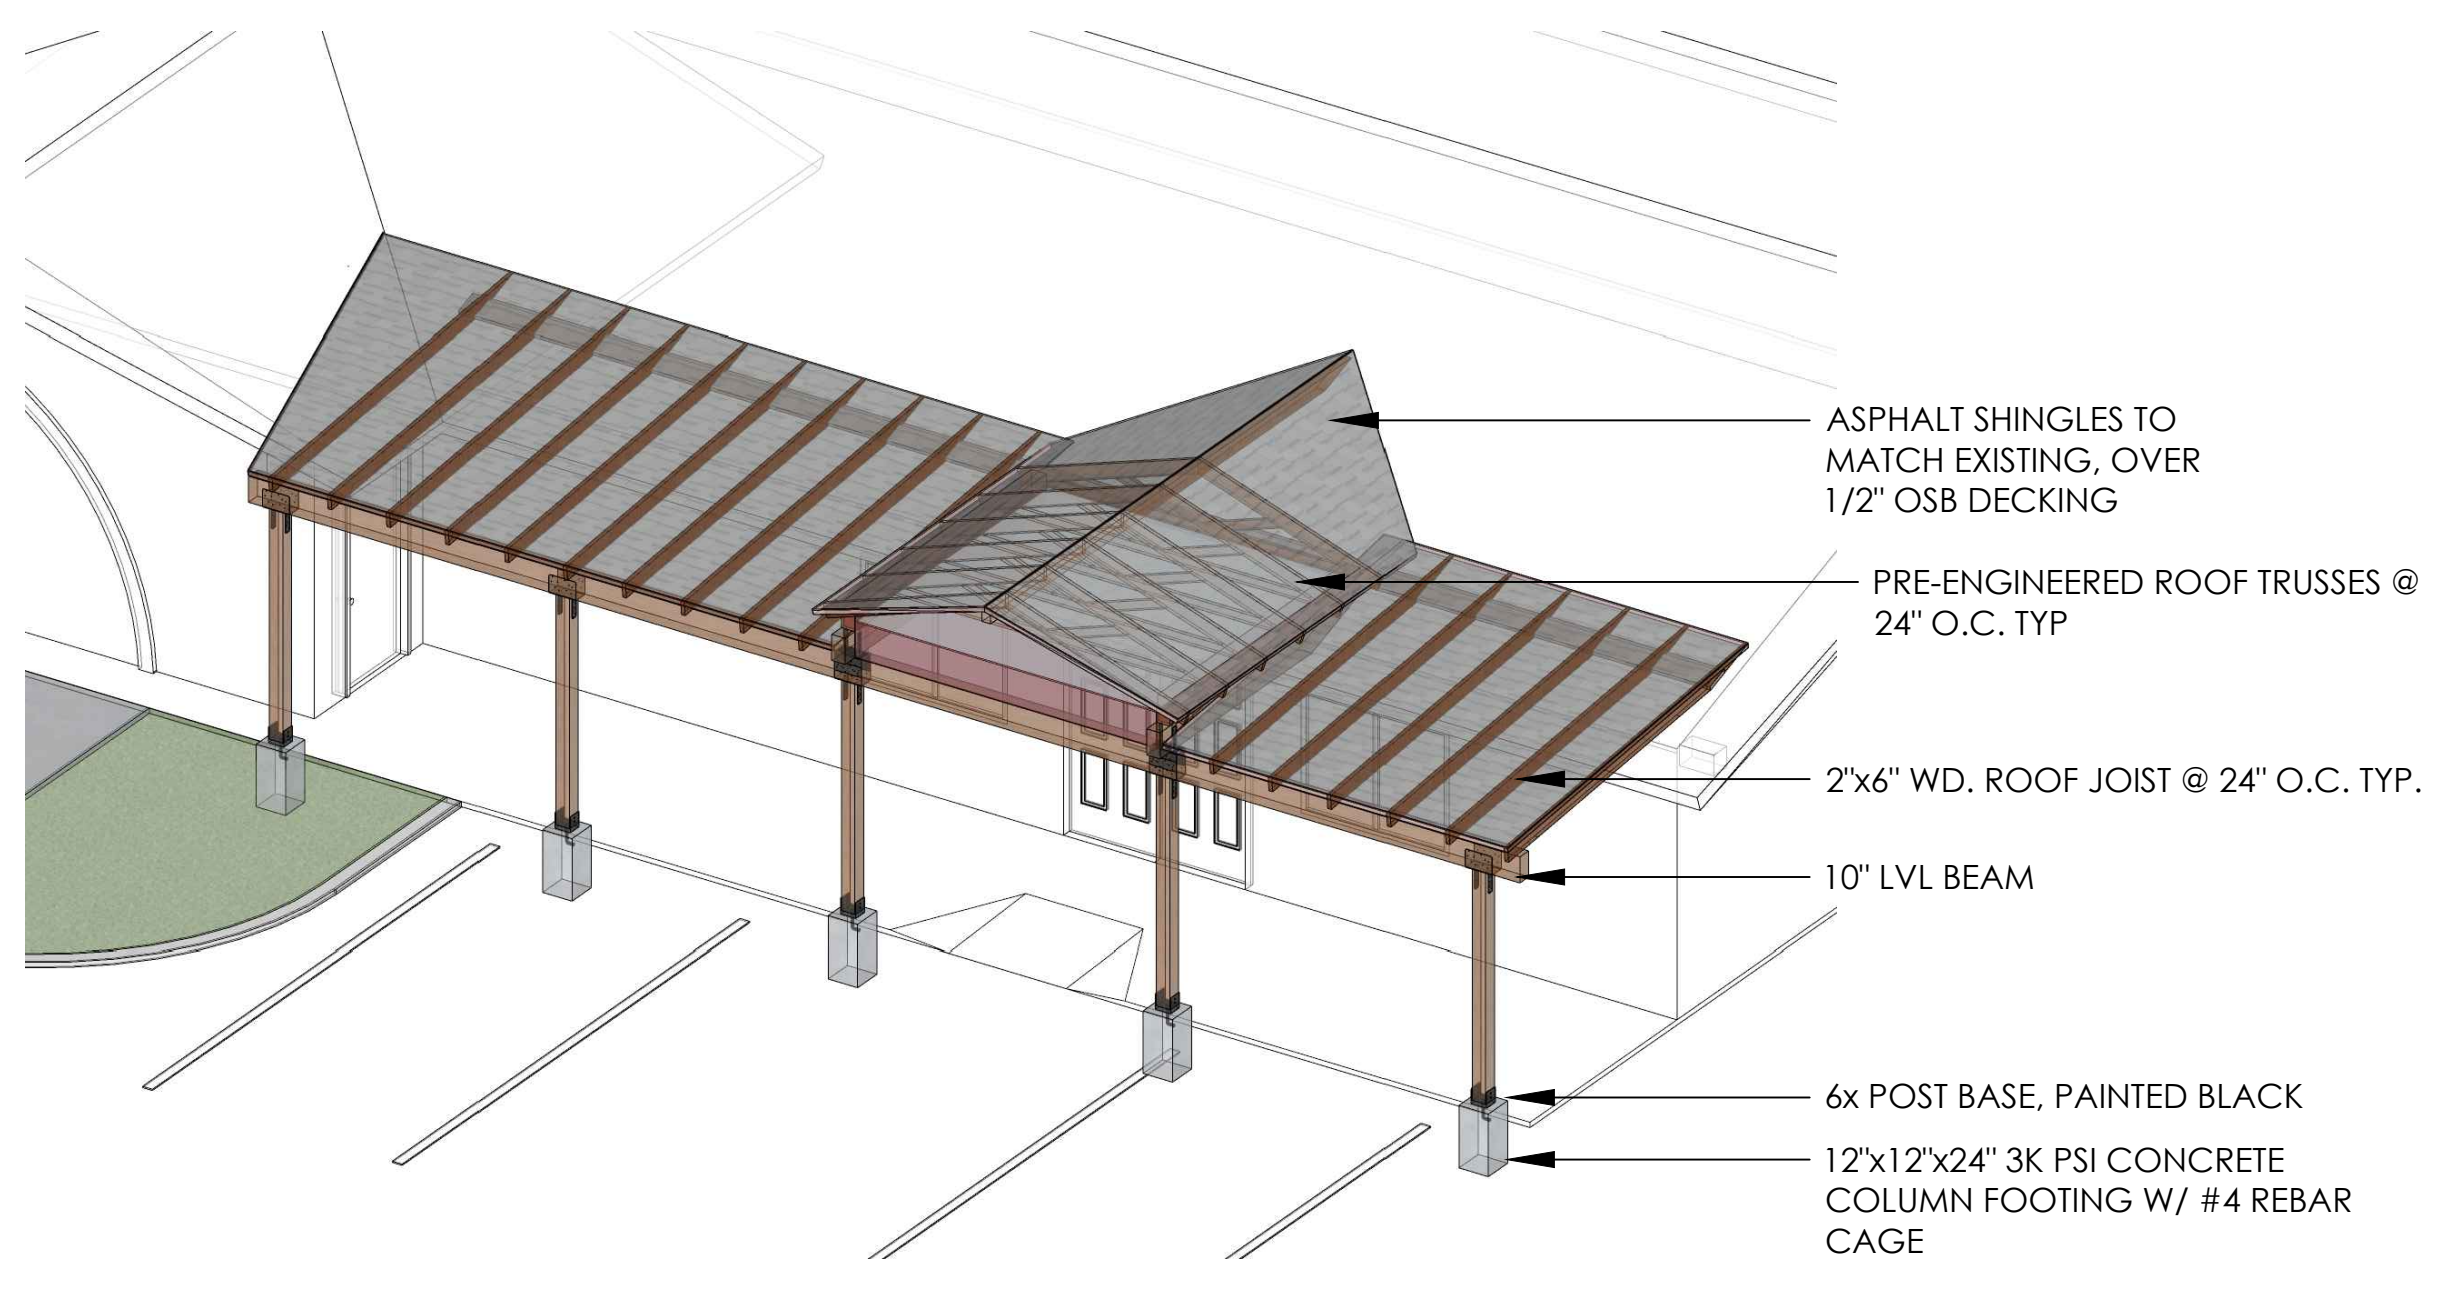 ASPHALT SHINGLES TO
MATCH EXISTING, OVER
1/2" OSB DECKING
PRE-ENGINEERED ROOF TRUSSES @
24" O.C. TYP
2"x6" WD. ROOF JOIST @ 24" O.C. TYP.
10" LVL BEAM
6x POST BASE, PAINTED BLACK
12"x12"x24" 3K PSI CONCRETE
COLUMN FOOTING W/ #4 REBAR
CAGE